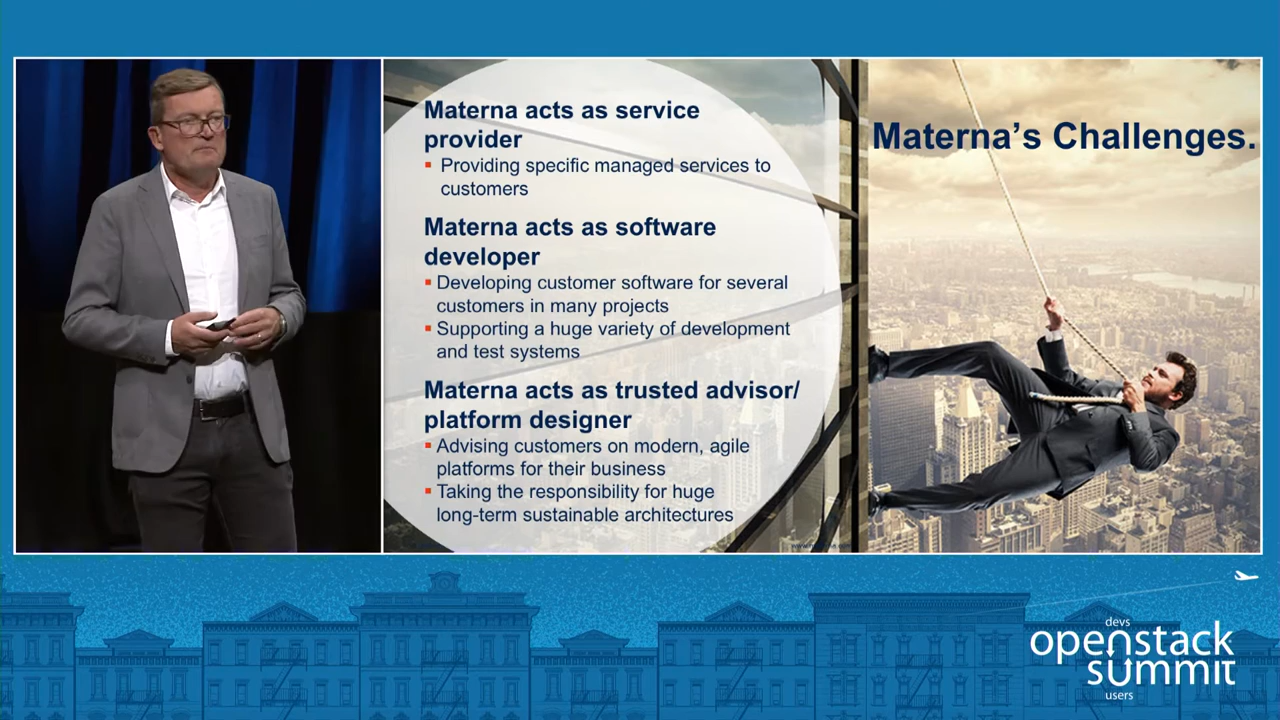 Materna acts as service
provider
▪ Providing specific managed services to
customers
Materna acts as software
developer
▪ Developing customer software for several
customers in many projects
▪ Supporting a huge variety of development
and test systems
Materna acts as trusted advisor/
platform designer
▪ Advising customers on modern, agile
platforms for their business
▪ Taking the responsibility for huge
long-term sustainable architectures
Materna’s Challenges.
devs
openstack
summit
users